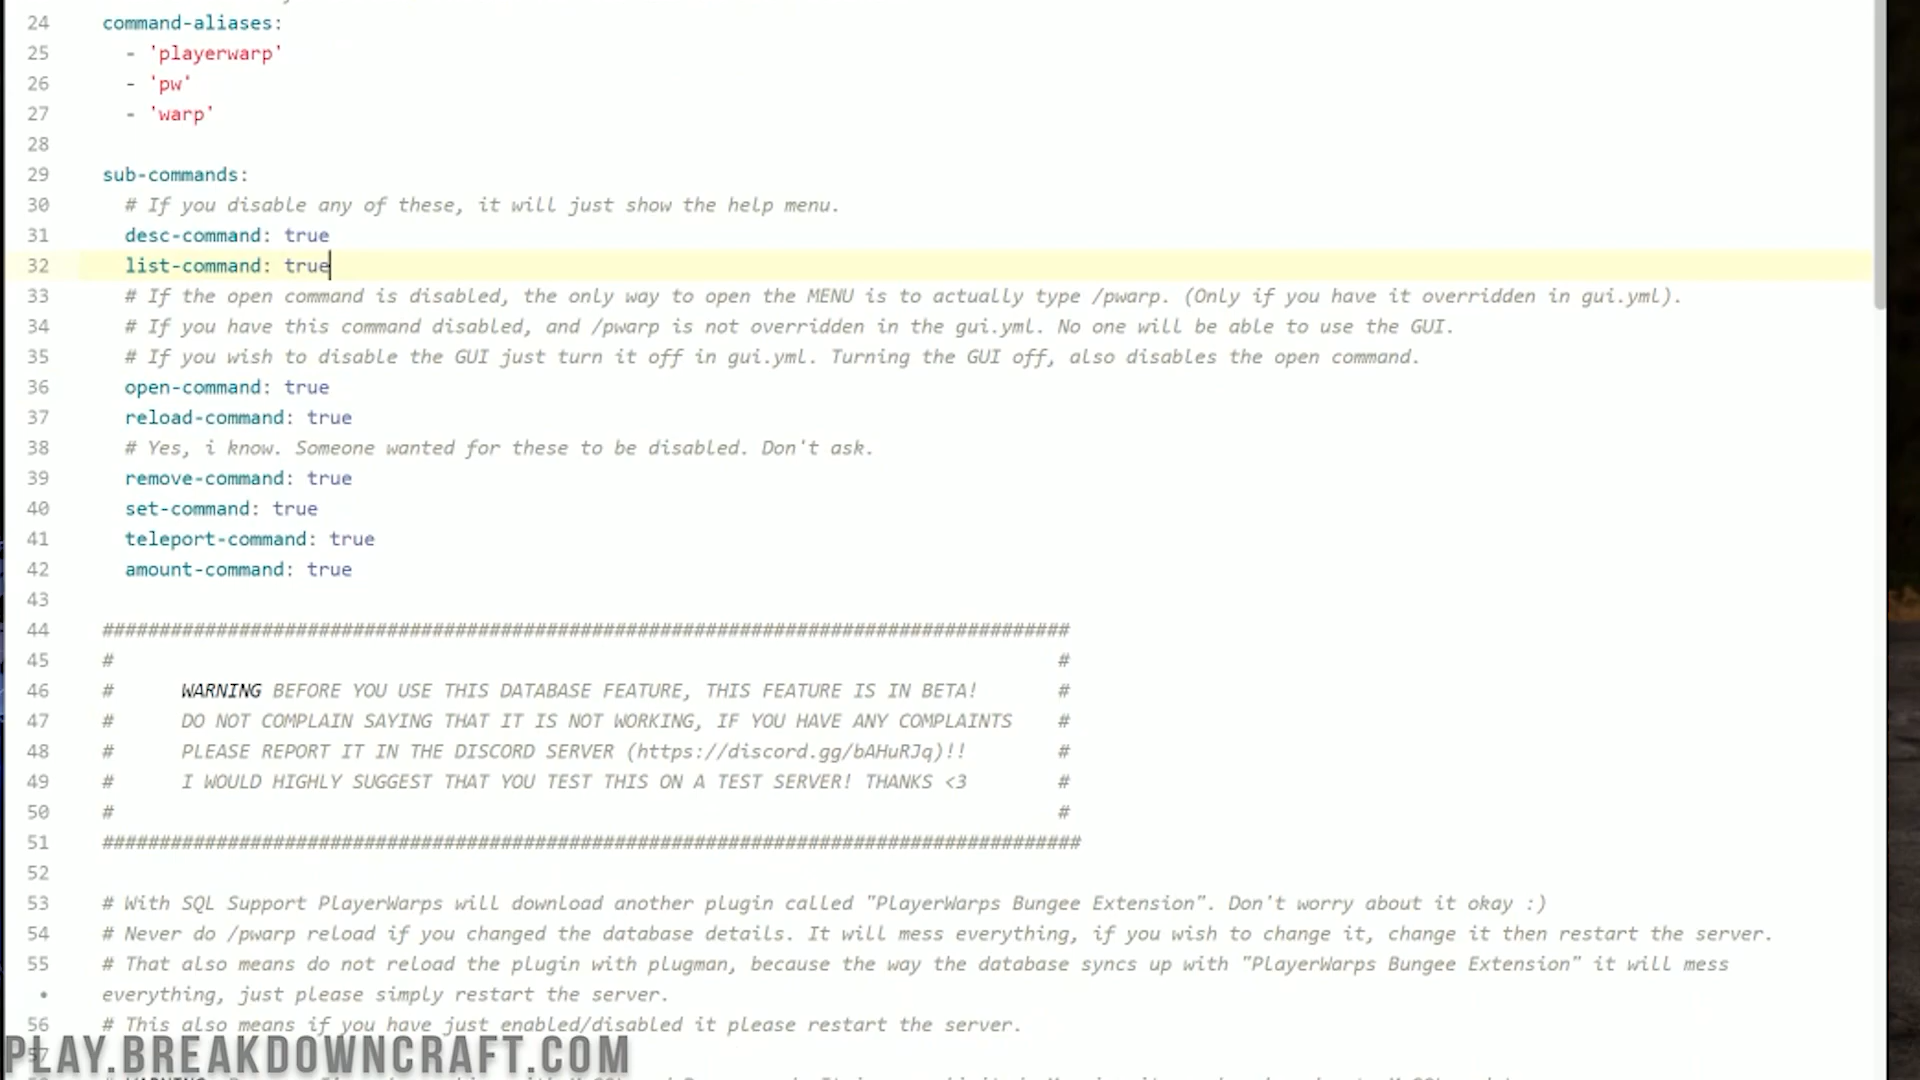 24 command-aliases:
25 - 'playerwarp'
26 - 'pw'
27 - 'warp'
28
29 sub-commands:
30 # If you disable any of these, it will just show the help menu.
31 desc-command: true
32 list-command: true
33 # If the open command is disabled, the only way to open the MENU is to actually type /pwarp. (Only if you have it overridden in gui.yml).
34 # If you have this command disabled, and /pwarp is not overridden in the gui.yml. No one will be able to use the GUI.
35 # If you wish to disable the GUI just turn it off in gui.yml. Turning the GUI off, also disables the open command.
36 open-command: true
37 reload-command: true
38 # Yes, i know. Someone wanted for these to be disabled. Don't ask.
39 remove-command: true
40 set-command: true
41 teleport-command: true
42 amount-command: true
43
44 #####################################################################################
45 # #
46 # WARNING BEFORE YOU USE THIS DATABASE FEATURE, THIS FEATURE IS IN BETA! #
47 # DO NOT COMPLAIN SAYING THAT IT IS NOT WORKING, IF YOU HAVE ANY COMPLAINTS #
48 # PLEASE REPORT IT IN THE DISCORD SERVER (https://discord.gg/bAHuRJq)!! #
49 # I WOULD HIGHLY SUGGEST THAT YOU TEST THIS ON A TEST SERVER! THANKS <3 #
50 # #
51 ######################################################################################
52
53 # With SQL Support PlayerWarps will download another plugin called "PlayerWarps Bungee Extension". Don't worry about it okay :)
54 # Never do /pwarp reload if you changed the database details. It will mess everything, if you wish to change it, change it then restart the server.
55 # That also means do not reload the plugin with plugman, because the way the database syncs up with "PlayerWarps Bungee Extension" it will mess
• everything, just please simply restart the server.
56 # This also means if you have just enabled/disabled it please restart the server.
57
PLAY.BREAKDOWNCRAFT.COM